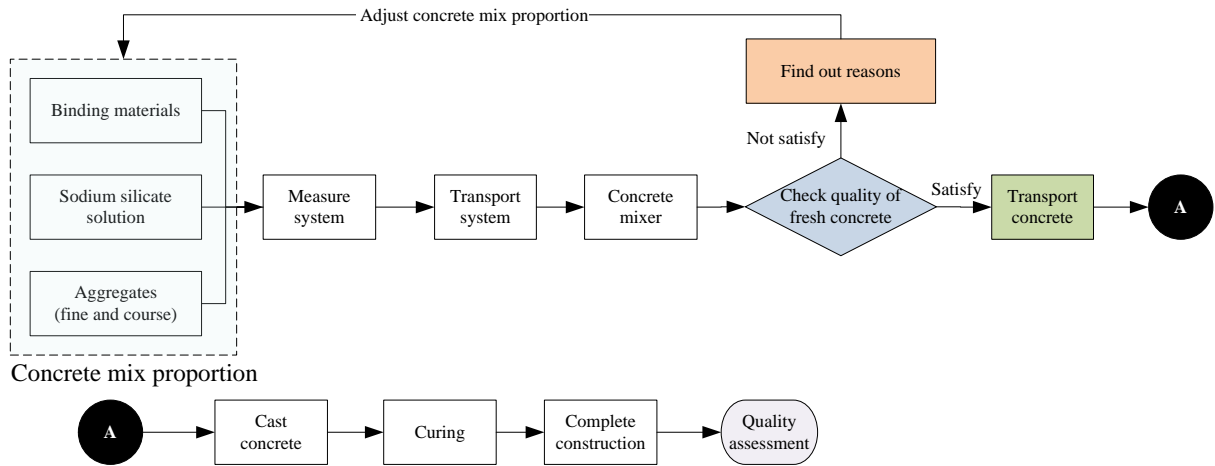 Adjust concrete mix proportion
Binding materials
Sodium silicate
solution
Aggregates
(fine and course)
Concrete mix proportion
Measure
system
Transport
system
Concrete
mixer
Find out reasons
Not satisfy
Check quality of
fresh concrete
Satisfy
Transport
concrete
A
A
Cast
concrete
Curing
Complete
construction
Quality
assessment